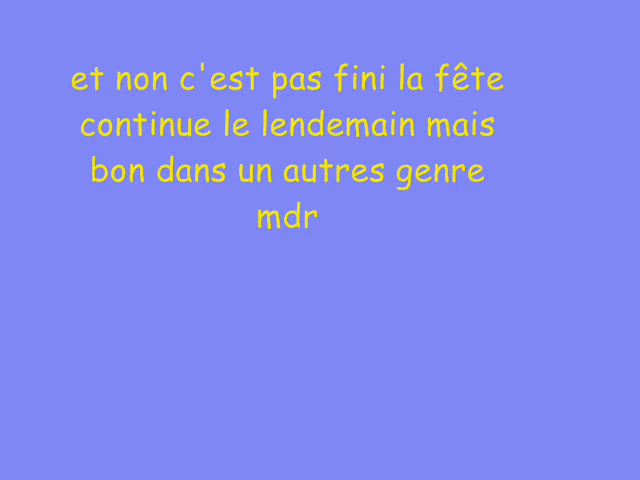 et non c'est pas fini la fête
continue le lendemain mais
bon dans un autres genre
mdr